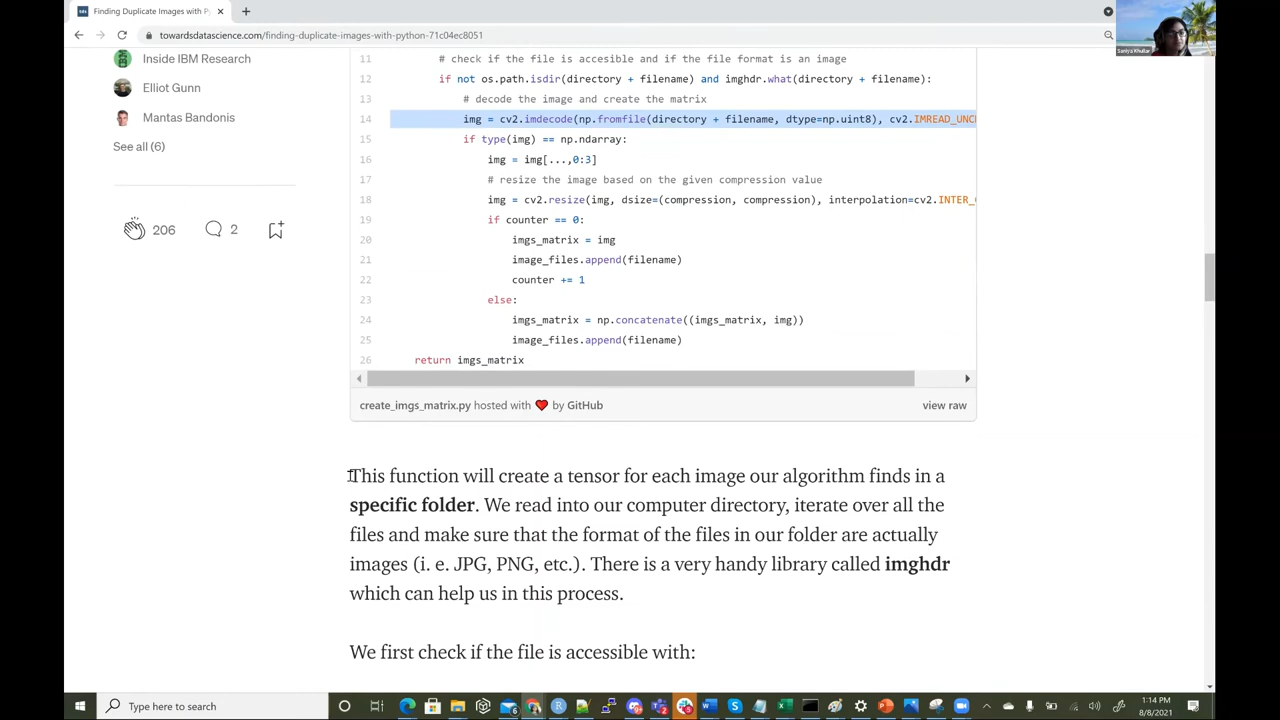 Finding Duplicate Images with P
towardsdatascience.com/finding-duplicate-images-with-python-71c04ec8051
Saniya Khullar
Inside IBM Research
Elliot Gunn
Mantas Bandonis
See all (6)
206
2
11 # check if the file is accesible and if the file format is an image
12 if not os.path.isdir(directory + filename) and imghdr.what(directory + filename):
13 # decode the image and create the matrix
14 img = cv2.imdecode(np.fromfile(directory + filename, dtype=np.uint8), cv2.IMREAD_UNC
15 if type(img) == np.ndarray:
16 img = img[...,0:3]
17 # resize the image based on the given compression value
18 img = cv2.resize(img, dsize=(compression, compression), interpolation=cv2.INTER_
19 if counter == 0:
20 imgs_matrix = img
21 image_files.append(filename)
22 counter += 1
23 else:
24 imgs_matrix = np.concatenate((imgs_matrix, img))
25 image_files.append(filename)
26 return imgs_matrix
create_imgs_matrix.py hosted with ❤ by GitHub
view raw
This function will create a tensor for each image our algorithm finds in a
specific folder. We read into our computer directory, iterate over all the
files and make sure that the format of the files in our folder are actually
images (i. e. JPG, PNG, etc.). There is a very handy library called imghdr
which can help us in this process.
We first check if the file is accessible with:
Type here to search
1:14 PM
8/8/2021